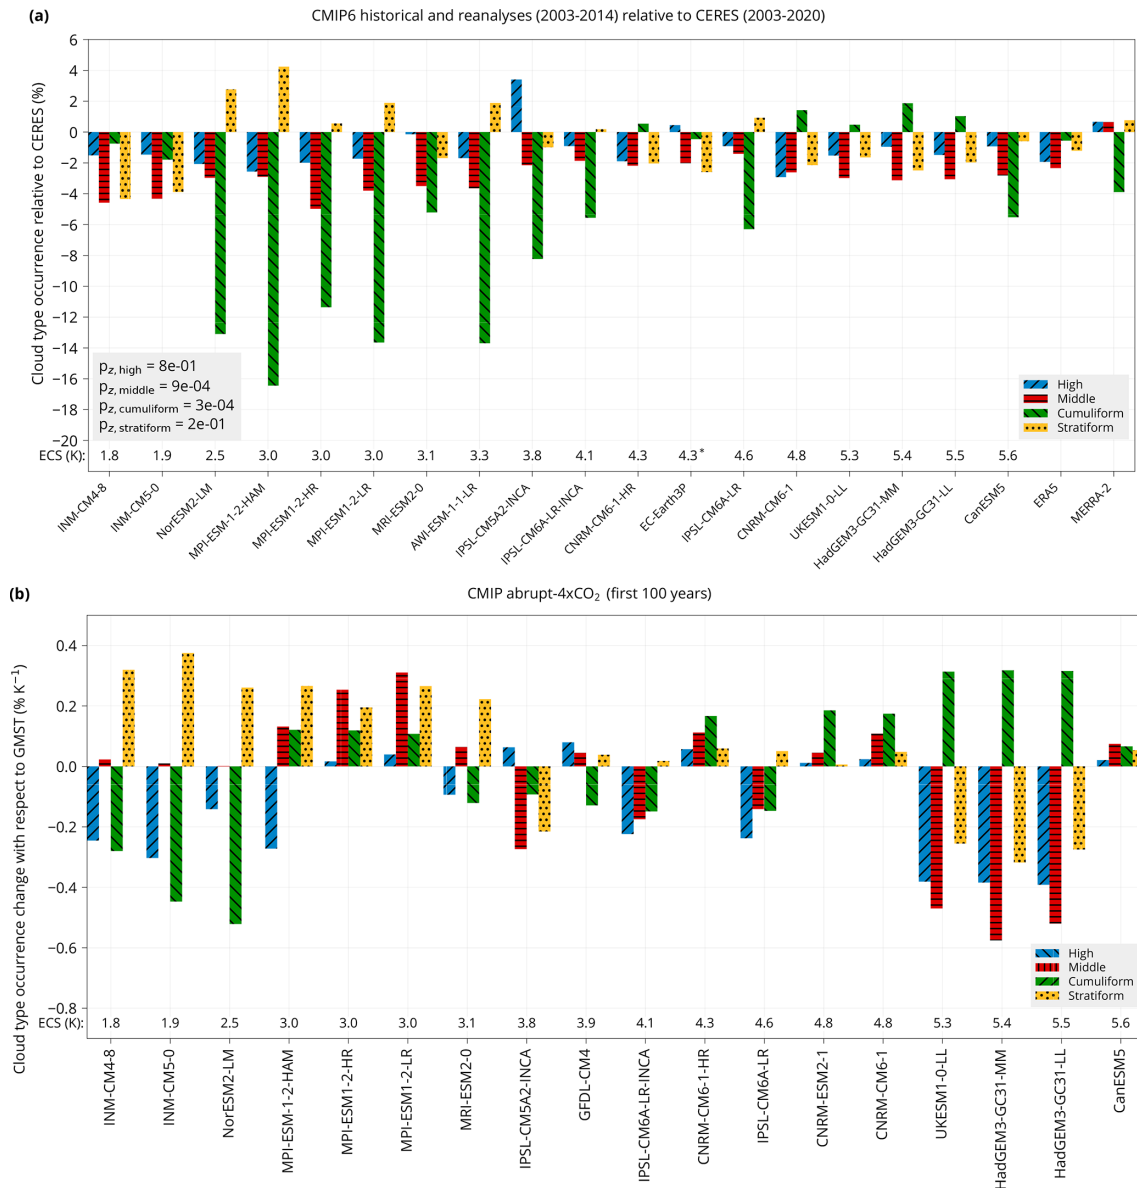 (a)
CMIP6 historical and reanalyses (2003-2014) relative to CERES (2003-2020)
Cloud type occurrence relative to CERES (%)
6
4
2
0
−2
−4
−6
−8
−10
−12
−14
−16
−18
−20
p_z, high = 8e-01
p_z, middle = 9e-04
p_z, cumuliform = 3e-04
p_z, stratiform = 2e-01
High
Middle
Cumuliform
Stratiform
ECS (K): 1.8 1.9 2.5 3.0 3.0 3.0 3.1 3.3 3.8 4.1 4.3 4.3* 4.6 4.8 5.3 5.4 5.5 5.6
INM-CM4-8
INM-CM5-0
NorESM2-LM
MPI-ESM-1-2-HAM
MPI-ESM1-2-HR
MPI-ESM1-2-LR
MRI-ESM2-0
AWI-ESM-1-1-LR
IPSL-CM5A2-INCA
IPSL-CM6A-LR-INCA
CNRM-CM6-1-HR
EC-Earth3P
IPSL-CM6A-LR
CNRM-CM6-1
UKESM1-0-LL
HadGEM3-GC31-MM
HadGEM3-GC31-LL
CanESM5
ERA5
MERRA-2
(b)
CMIP abrupt-4xCO₂ (first 100 years)
Cloud type occurrence change with respect to GMST (% K⁻¹)
0.4
0.2
0.0
−0.2
−0.4
−0.6
−0.8
High
Middle
Cumuliform
Stratiform
ECS (K): 1.8 1.9 2.5 3.0 3.0 3.0 3.1 3.8 3.9 4.1 4.3 4.6 4.8 4.8 5.3 5.4 5.5 5.6
INM-CM4-8
INM-CM5-0
NorESM2-LM
MPI-ESM-1-2-HAM
MPI-ESM1-2-HR
MPI-ESM1-2-LR
MRI-ESM2-0
IPSL-CM5A2-INCA
GFDL-CM4
IPSL-CM6A-LR-INCA
CNRM-CM6-1-HR
IPSL-CM6A-LR
CNRM-ESM2-1
CNRM-CM6-1
UKESM1-0-LL
HadGEM3-GC31-MM
HadGEM3-GC31-LL
CanESM5